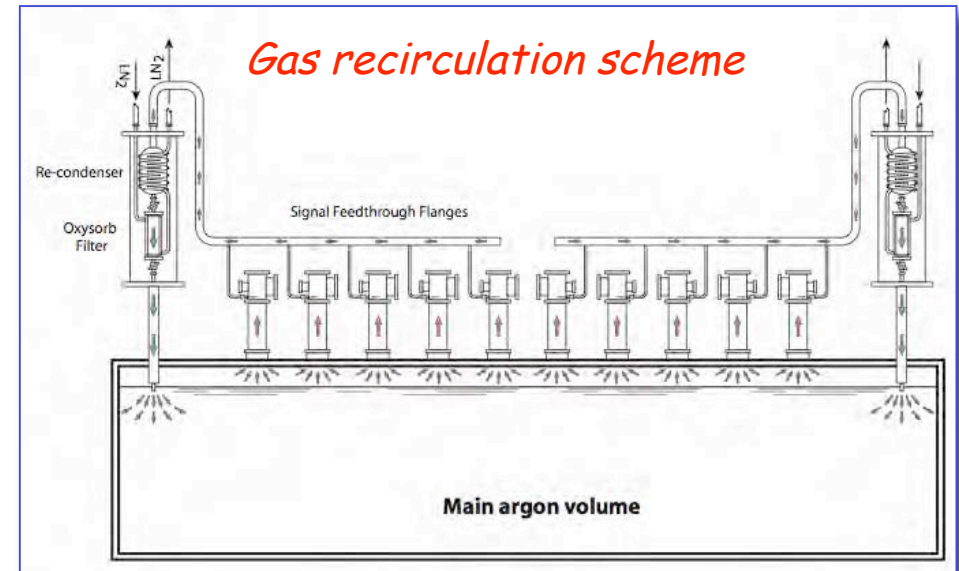 Gas recirculation scheme
LN2
LN2
Re-condenser
Oxysorb
Filter
Signal Feedthrough Flanges
Main argon volume